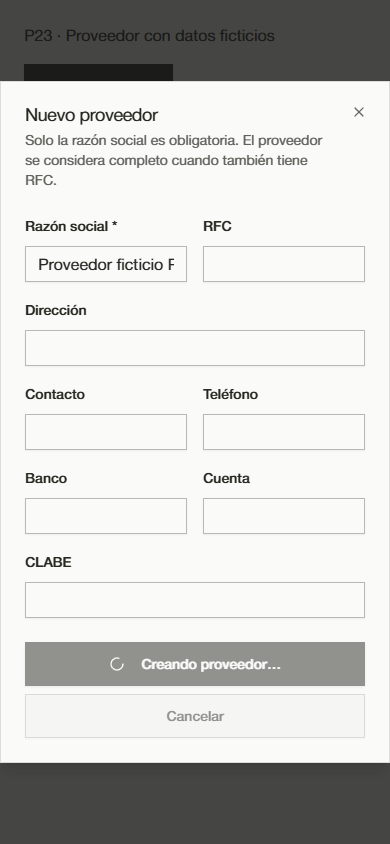 P23 · Proveedor con datos ficticios
Nuevo proveedor
Solo la razón social es obligatoria. El proveedor
se considera completo cuando también tiene
RFC.
Razón social *
RFC
Proveedor ficticio
Dirección
Contacto
Teléfono
Banco
Cuenta
CLABE
Creando proveedor...
Cancelar